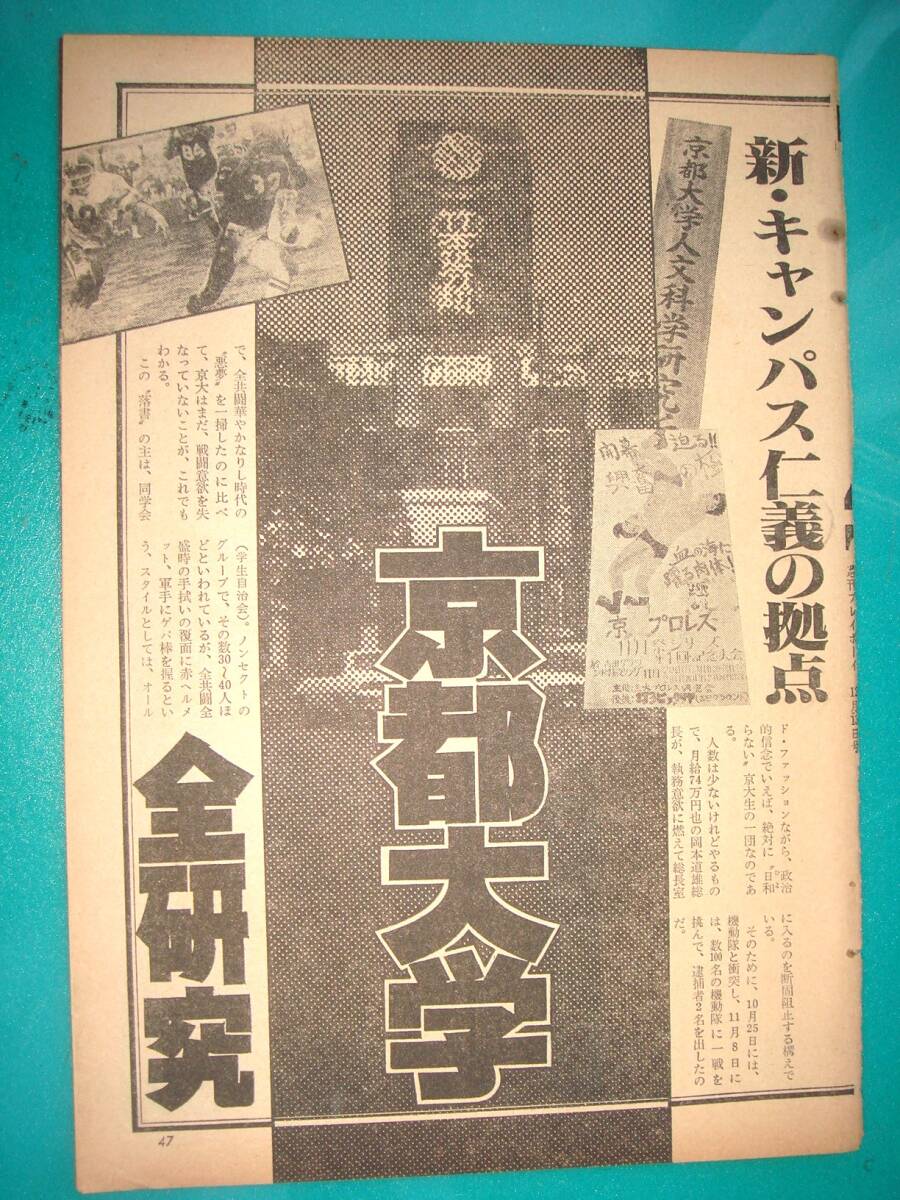 新・キャンパス仁義の拠点
京都大学
全研究
京都大学人文科学研究
開幕迫る!!
興奮の
血の海に
踊る肉体!
プロレス
で、全共闘華やかなりし時代の
〝悪夢〟を一掃したのに比べ
て、京大はまだ、戦闘意欲を失
なっていないことが、これでも
わかる。
この〝落書〟の主は、同学会
(学生自治会)。ノンセクトの
グループで、その数30〜40人ほ
どといわれているが、全共闘全
盛時の手拭いの覆面に赤ヘルメ
ット、軍手にゲバ棒を握るとい
う、スタイルとしては、オール
ド・ファッションながら、政治
的信念でいえば、絶対に〝日和
らない〟京大生の一団なのであ
る。
人数は少ないけれどやるもの
で、月給74万円也の岡本道雄総
長が、執務意欲に燃えて総長室
に入るのを断固阻止する構えで
いる。
そのために、10月25日には、
機動隊と衝突し、11月8日に
は、数100名の機動隊に一戦を
挑んで、逮捕者2名を出したの
だ。
84
47